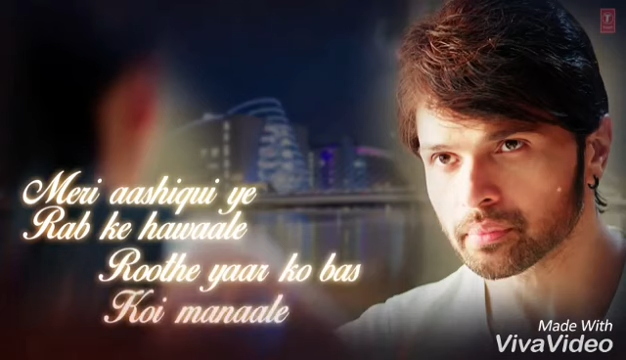 Meri aashiqui ye
Rab ke hawaale
Roothe yaar ko bas
Koi manaale
Made With
VivaVideo